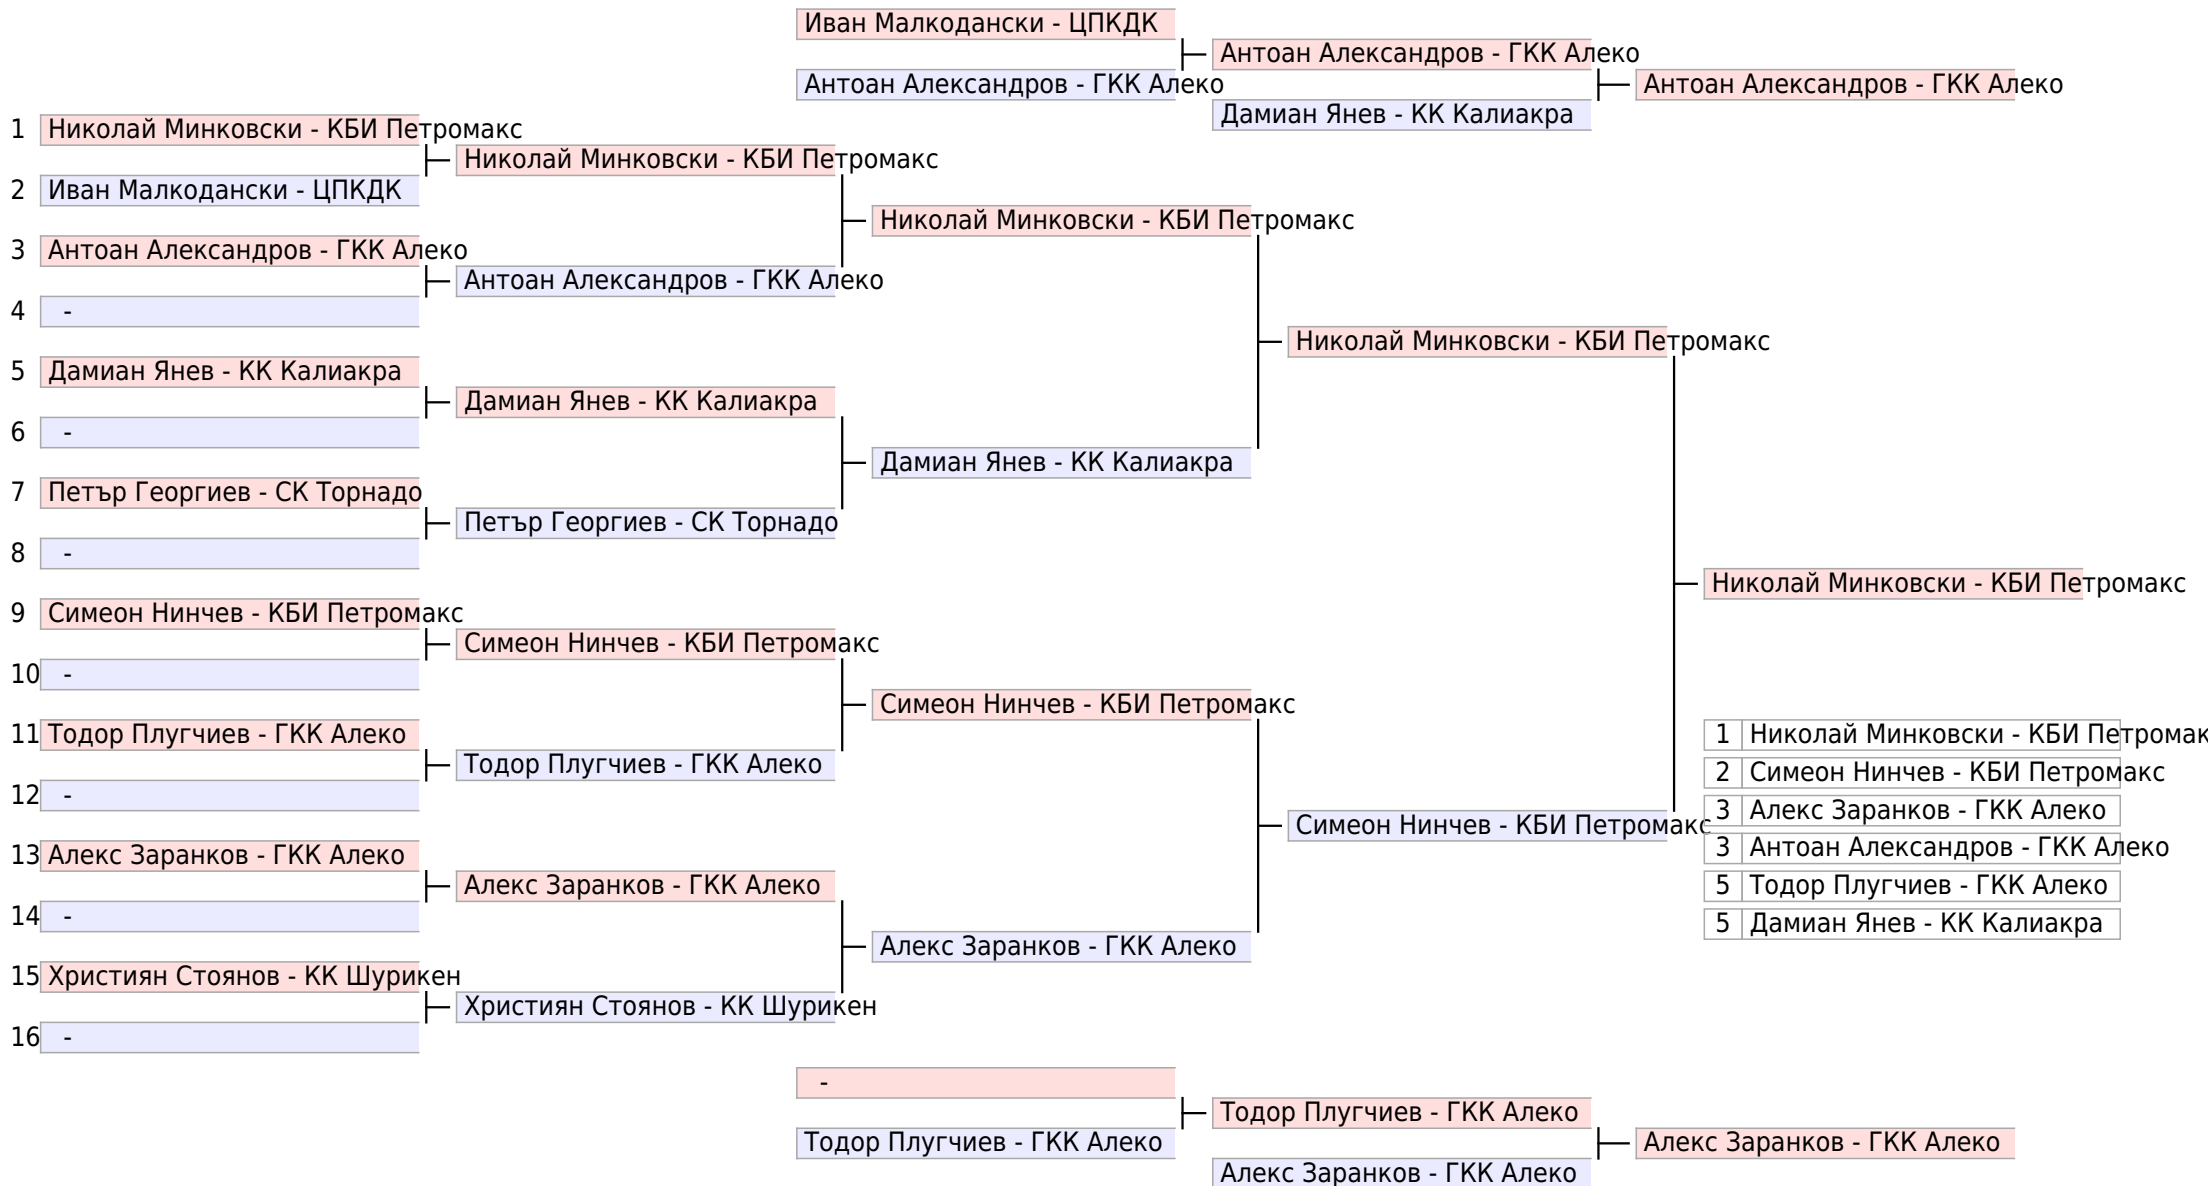 Иван Малкодански - ЦПКДК
Антоан Александров - ГКК Алеко
Антоан Александров - ГКК Алеко
Антоан Александров - ГКК Алеко
Дамиан Янев - КК Калиакра
1 Николай Минковски - КБИ Петромакс
Николай Минковски - КБИ Петромакс
2 Иван Малкодански - ЦПКДК
Николай Минковски - КБИ Петромакс
3 Антоан Александров - ГКК Алеко
Антоан Александров - ГКК Алеко
4 -
Николай Минковски - КБИ Петромакс
5 Дамиан Янев - КК Калиакра
Дамиан Янев - КК Калиакра
6 -
Дамиан Янев - КК Калиакра
7 Петър Георгиев - СК Торнадо
Петър Георгиев - СК Торнадо
8 -
Николай Минковски - КБИ Петромакс
9 Симеон Нинчев - КБИ Петромакс
Симеон Нинчев - КБИ Петромакс
10 -
Симеон Нинчев - КБИ Петромакс
11 Тодор Плугчиев - ГКК Алеко
Тодор Плугчиев - ГКК Алеко
12 -
Симеон Нинчев - КБИ Петромакс
13 Алекс Заранков - ГКК Алеко
Алекс Заранков - ГКК Алеко
14 -
Алекс Заранков - ГКК Алеко
15 Християн Стоянов - КК Шурикен
Християн Стоянов - КК Шурикен
16 -
1 Николай Минковски - КБИ Петромак
2 Симеон Нинчев - КБИ Петромакс
3 Алекс Заранков - ГКК Алеко
3 Антоан Александров - ГКК Алеко
5 Тодор Плугчиев - ГКК Алеко
5 Дамиан Янев - КК Калиакра
-
Тодор Плугчиев - ГКК Алеко
Тодор Плугчиев - ГКК Алеко
Алекс Заранков - ГКК Алеко
Алекс Заранков - ГКК Алеко